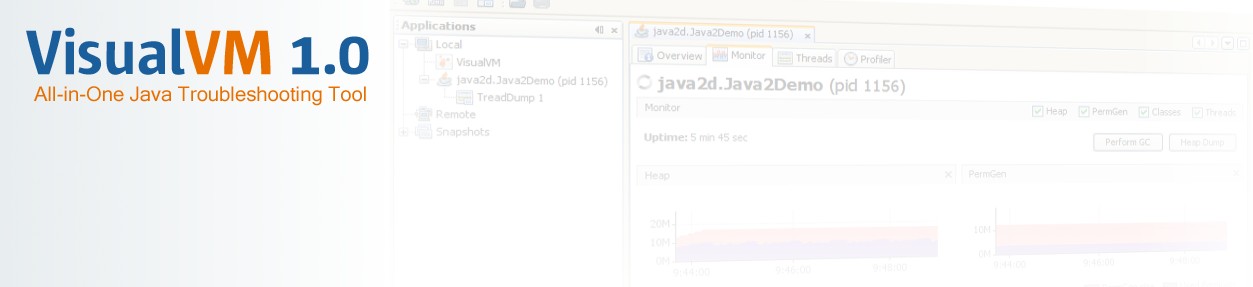 VisualVM 1.0
All-in-One Java Troubleshooting Tool
Applications
Local
VisualVM
java2d.Java2Demo (pid 1156)
TreadDump 1
Remote
Snapshots
java2d.Java2Demo (pid 1156)
Overview Monitor Threads Profiler
java2d.Java2Demo (pid 1156)
Monitor Heap PermGen Classes Threads
Uptime: 5 min 45 sec Perform GC Heap Dump
Heap PermGen
20M
10M 10M
0M 0M
9:44:00 9:46:00 9:48:00 9:44:00 9:46:00 9:48:00